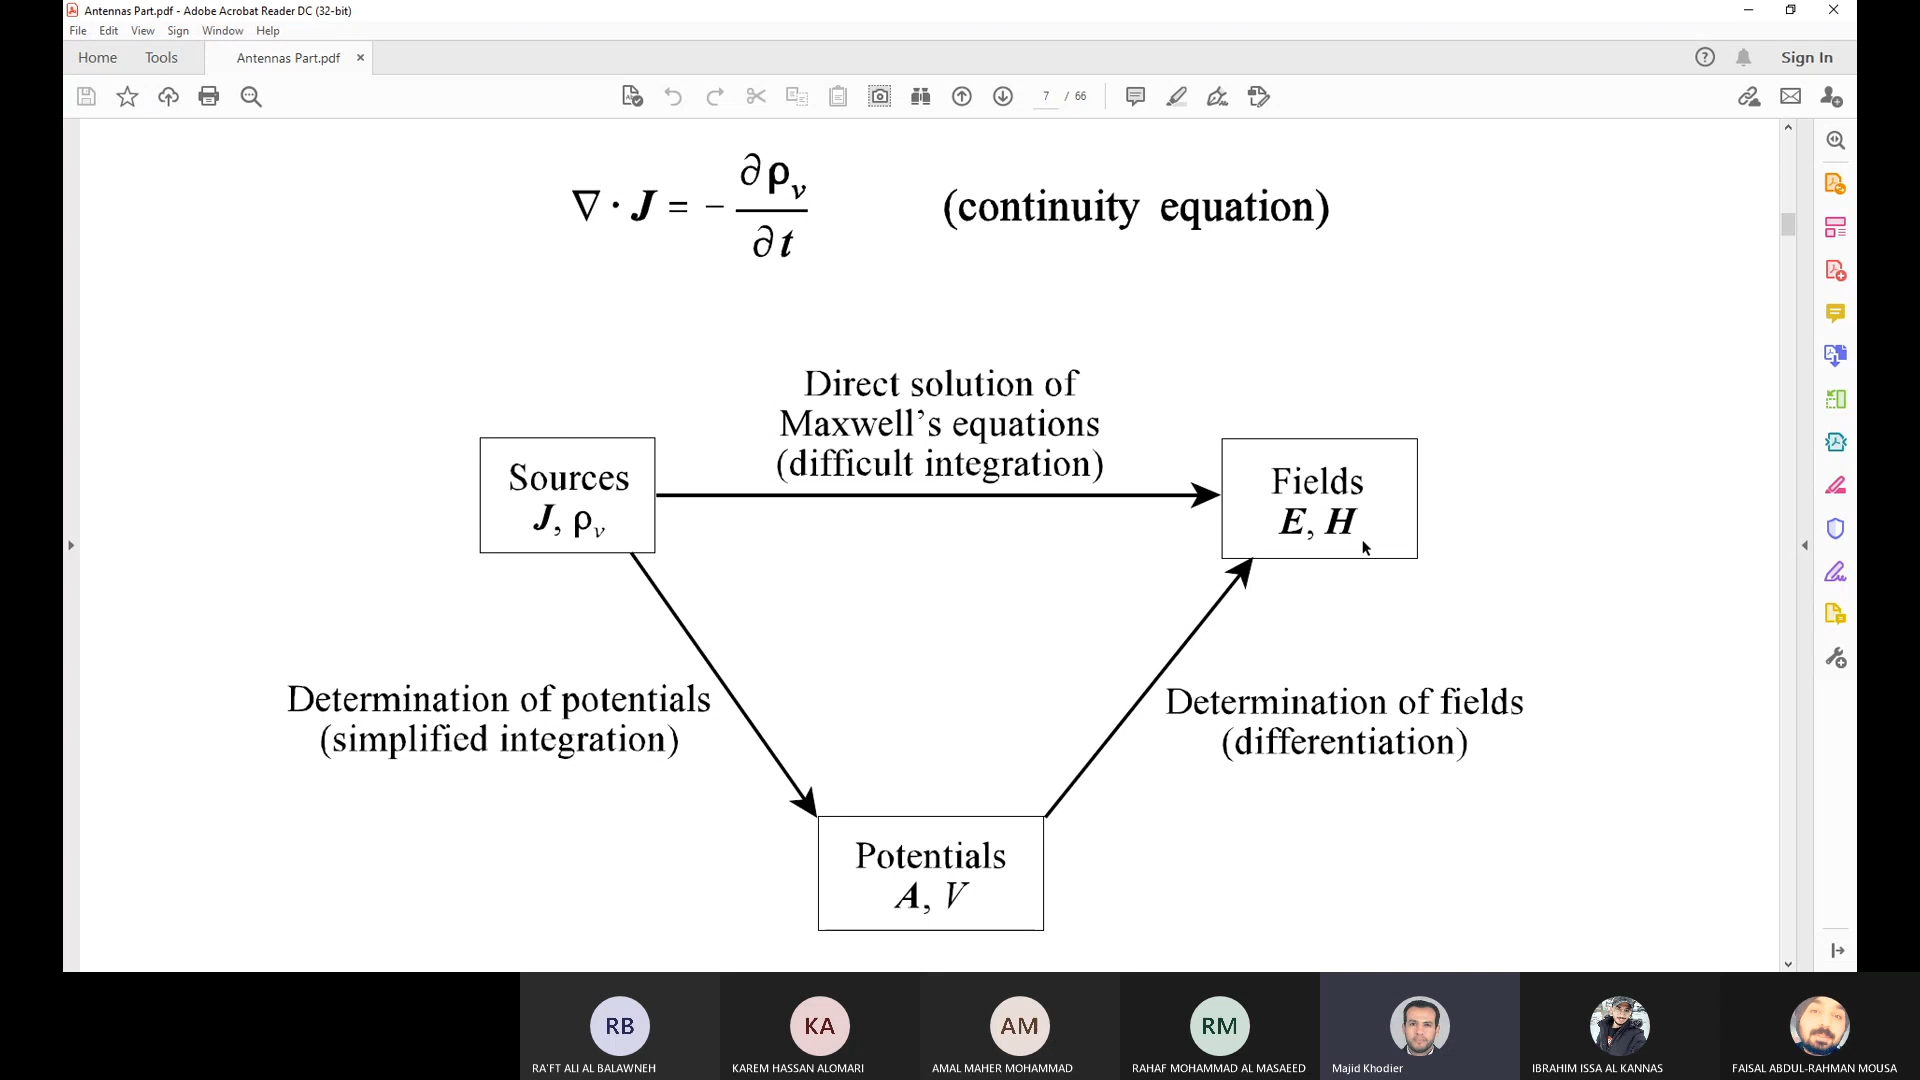 Antennas Part.pdf - Adobe Acrobat Reader DC (32-bit)
File Edit View Sign Window Help
Home Tools Antennas Part.pdf × Sign In
7 / 66
∇ · J = − ∂ρv / ∂t (continuity equation)
Direct solution of
Maxwell's equations
(difficult integration)
Sources
J, ρv
Fields
E, H
Determination of potentials
(simplified integration)
Determination of fields
(differentiation)
Potentials
A, V
RB KA AM RM
RA'FT ALI AL BALAWNEH KAREM HASSAN ALOMARI AMAL MAHER MOHAMMAD RAHAF MOHAMMAD AL MASAEED Majid Khodier IBRAHIM ISSA AL KANNAS FAISAL ABDUL-RAHMAN MOUSA